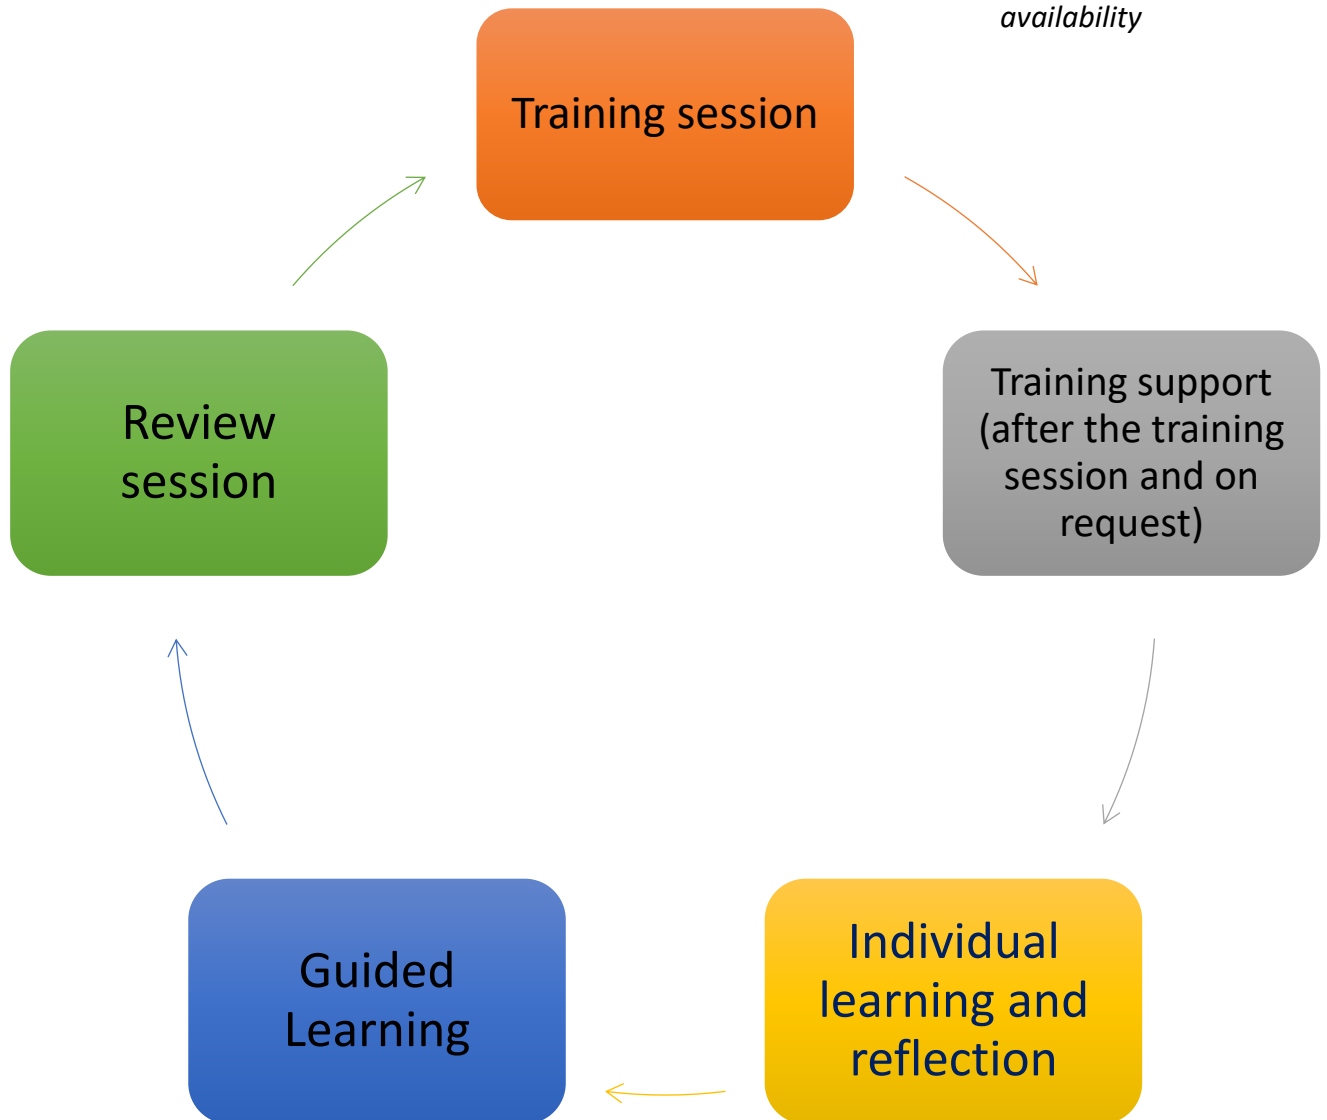 availability
Training session
Training support
(after the training
session and on
request)
Review
session
Individual
learning and
reflection
Guided
Learning